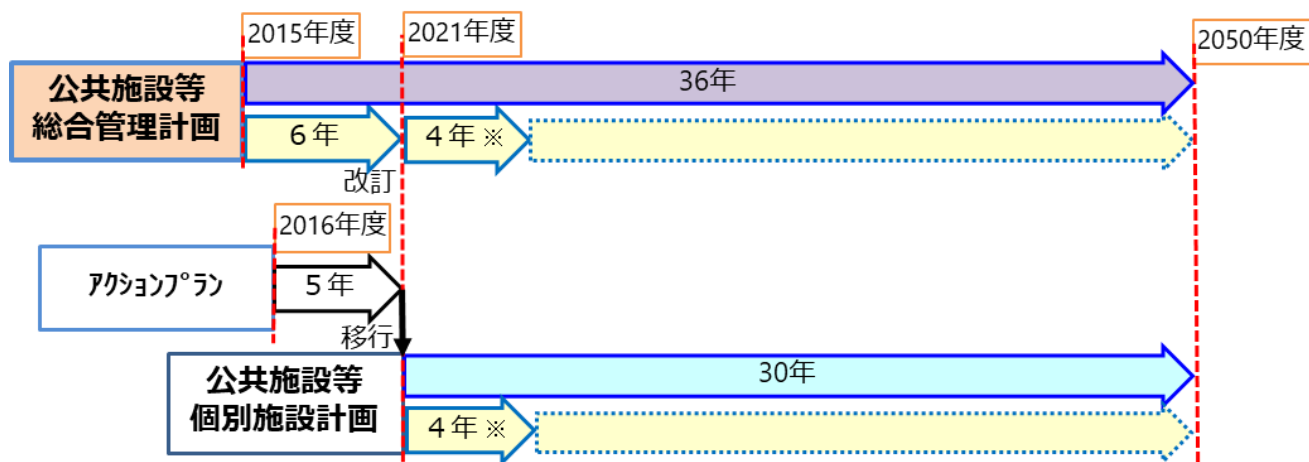 2015年度
2021年度
2050年度
公共施設等
総合管理計画
36年
６年
４年※
改訂
2016年度
ｱｸｼｮﾝﾌﾟﾗﾝ
５年
移行
公共施設等
個別施設計画
30年
４年※